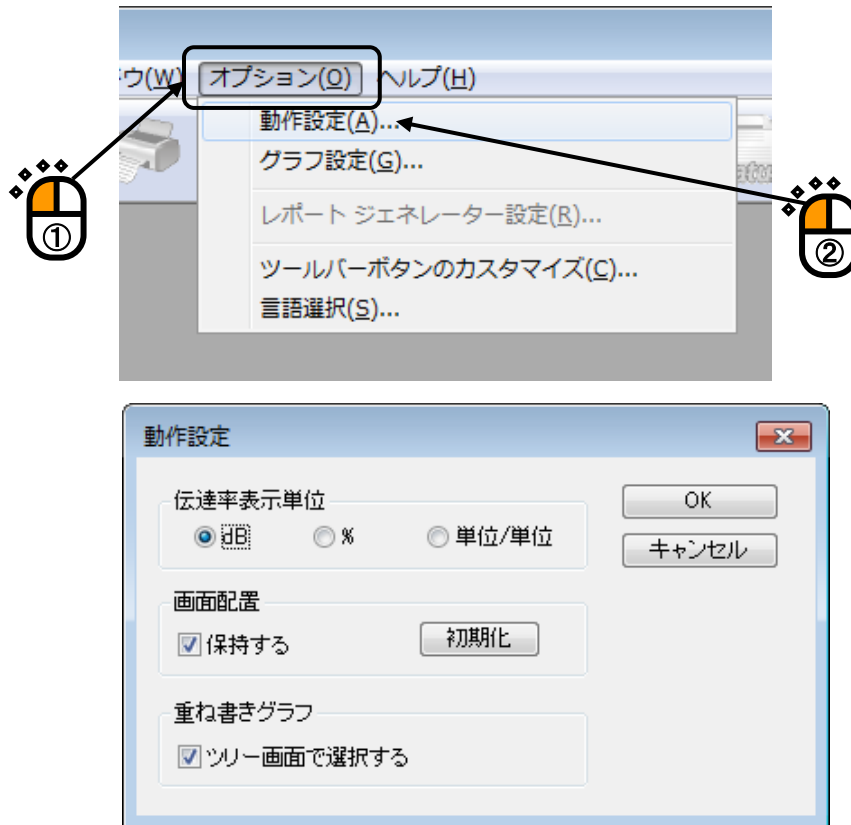 ウ(W) オプション(O) ヘルプ(H)
動作設定(A)...
グラフ設定(G)...
レポート ジェネレーター設定(R)...
ツールバーボタンのカスタマイズ(C)...
言語選択(S)...
①
②
動作設定
伝達率表示単位
dB % 単位/単位
OK
キャンセル
画面配置
保持する 初期化
重ね書きグラフ
ツリー画面で選択する